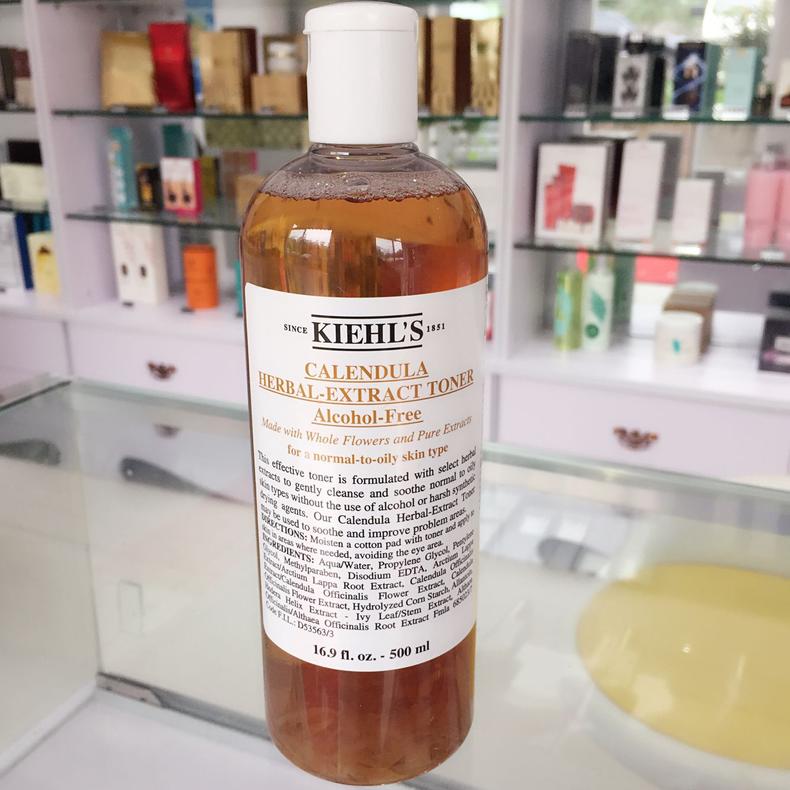 SINCE KIEHL'S 1851
CALENDULA
HERBAL-EXTRACT TONER
Alcohol-Free
Made with Whole Flowers and Pure Extracts
for a normal-to-oily skin type
This effective toner is formulated with select herbal
extracts to gently cleanse and soothe normal to oily
skin types without the use of alcohol or harsh synthetic
drying agents. Our Calendula Herbal-Extract Toner
may be used to soothe and improve problem areas.
DIRECTIONS: Moisten a cotton pad with toner and apply to
in areas where needed, avoiding the eye area.
INGREDIENTS: Aqua/Water, Propylene Glycol, Pentylene
Glycol, Methylparaben, Disodium EDTA, Arctium Lappa
Extract/Arctium Lappa Root Extract, Calendula Officinalis
Extract/Calendula Officinalis Flower Extract, Calendula
Officinalis Flower Extract, Hydrolyzed Corn Starch, Allantoin,
Hedera Helix Extract - Ivy Leaf/Stem Extract, Althaea
Officinalis/Althaea Officinalis Root Extract Fmla
Code F.I.L.: D53563/3
16.9 fl. oz. - 500 ml